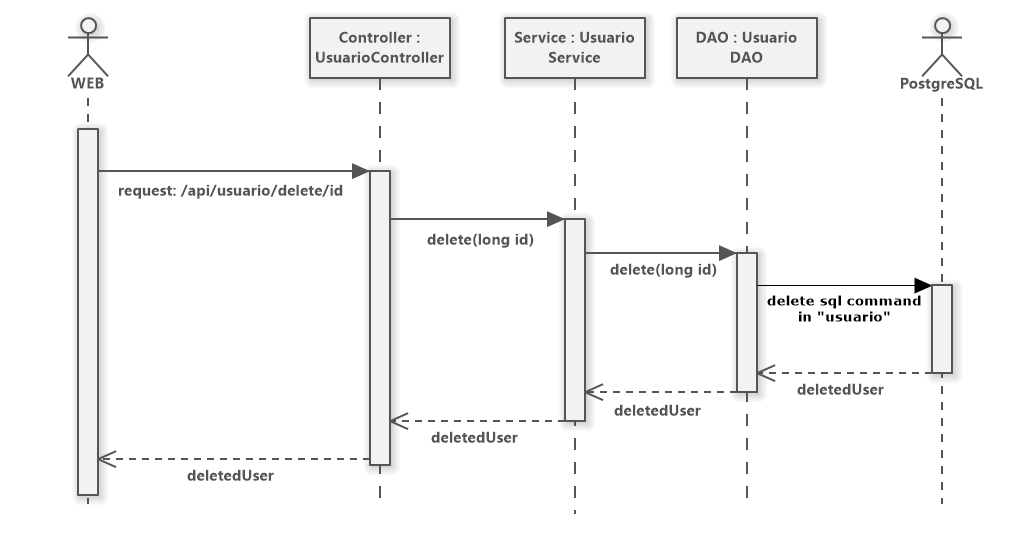 WEB
Controller :
UsuarioController
Service : Usuario
Service
DAO : Usuario
DAO
PostgreSQL
request: /api/usuario/delete/id
delete(long id)
delete(long id)
delete sql command
in "usuario"
deletedUser
deletedUser
deletedUser
deletedUser